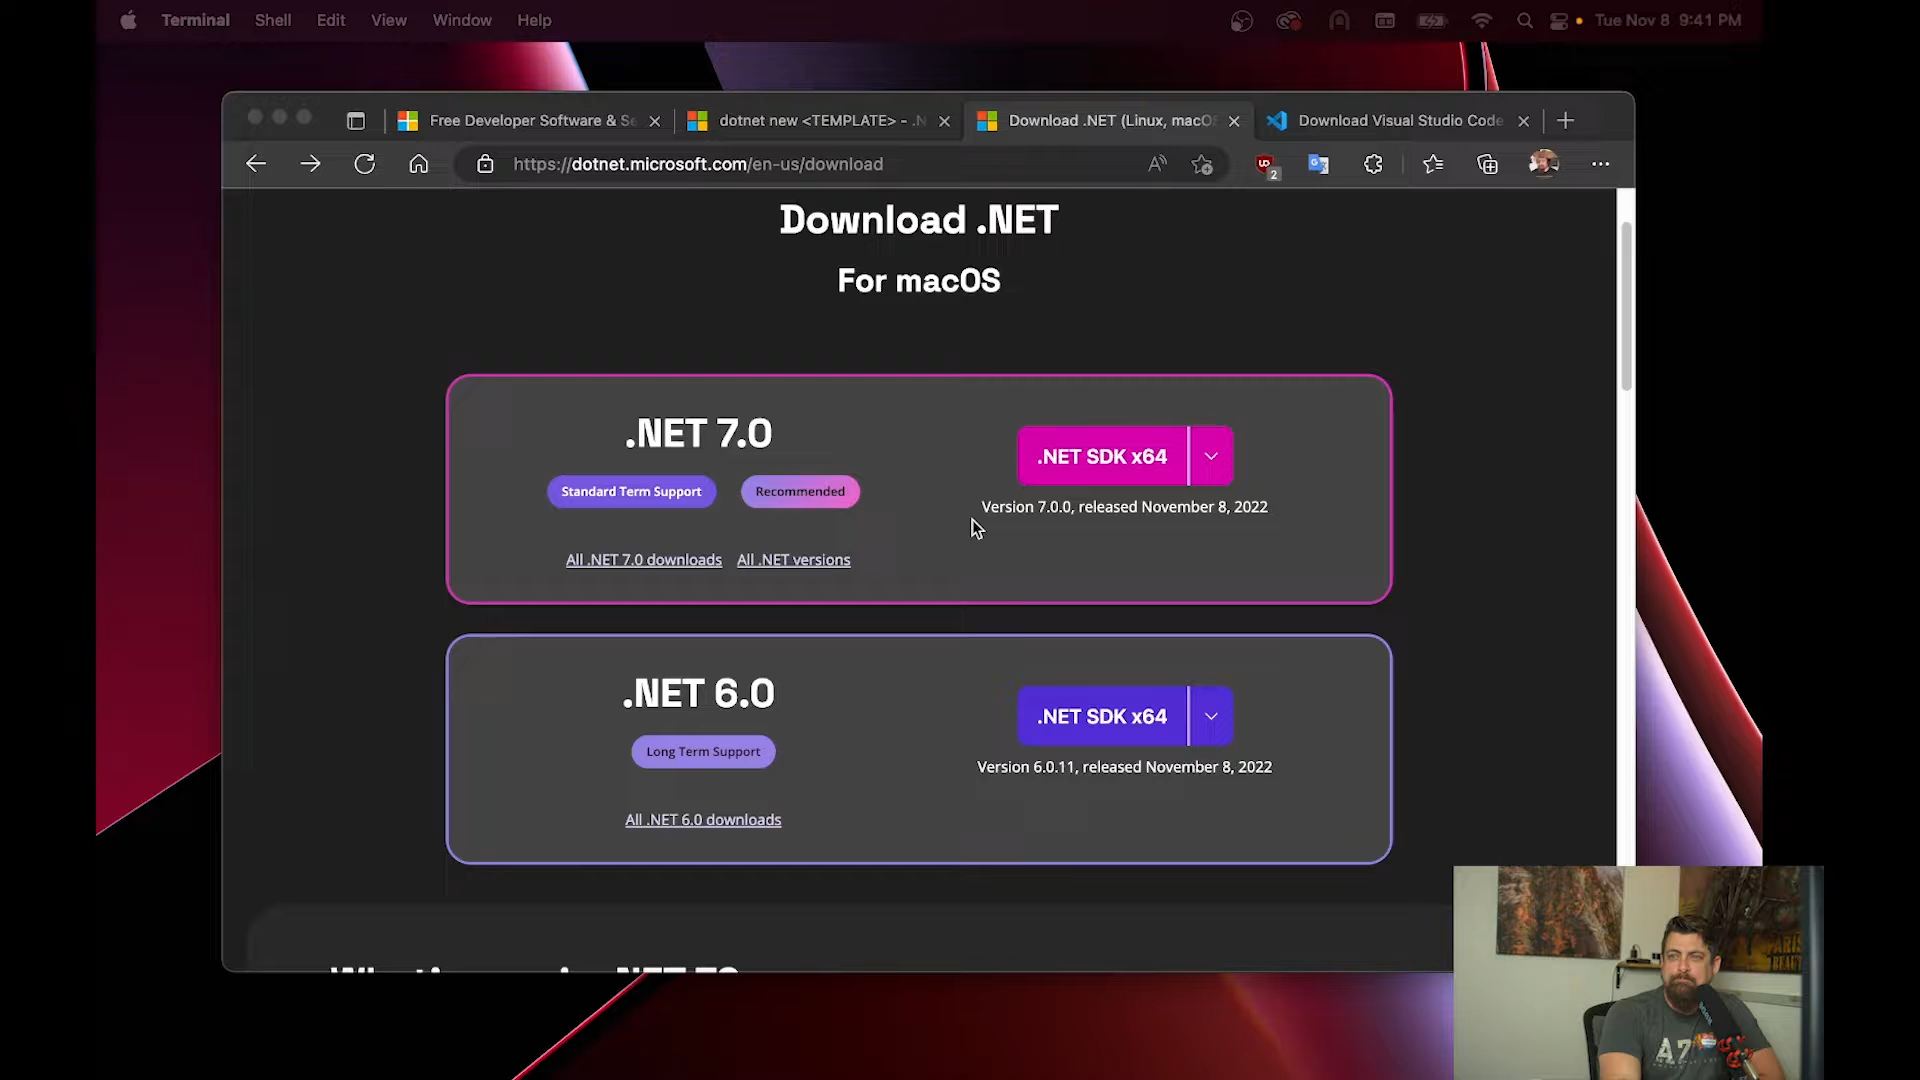 Terminal Shell Edit View Window Help Tue Nov 8 9:41 PM
Free Developer Software & Se
dotnet new <TEMPLATE> - .N
Download .NET (Linux, macOS
Download Visual Studio Code
https://dotnet.microsoft.com/en-us/download
2
Download .NET
For macOS
.NET 7.0
Standard Term Support
Recommended
All .NET 7.0 downloads
All .NET versions
.NET SDK x64
Version 7.0.0, released November 8, 2022
.NET 6.0
Long Term Support
All .NET 6.0 downloads
.NET SDK x64
Version 6.0.11, released November 8, 2022
A7